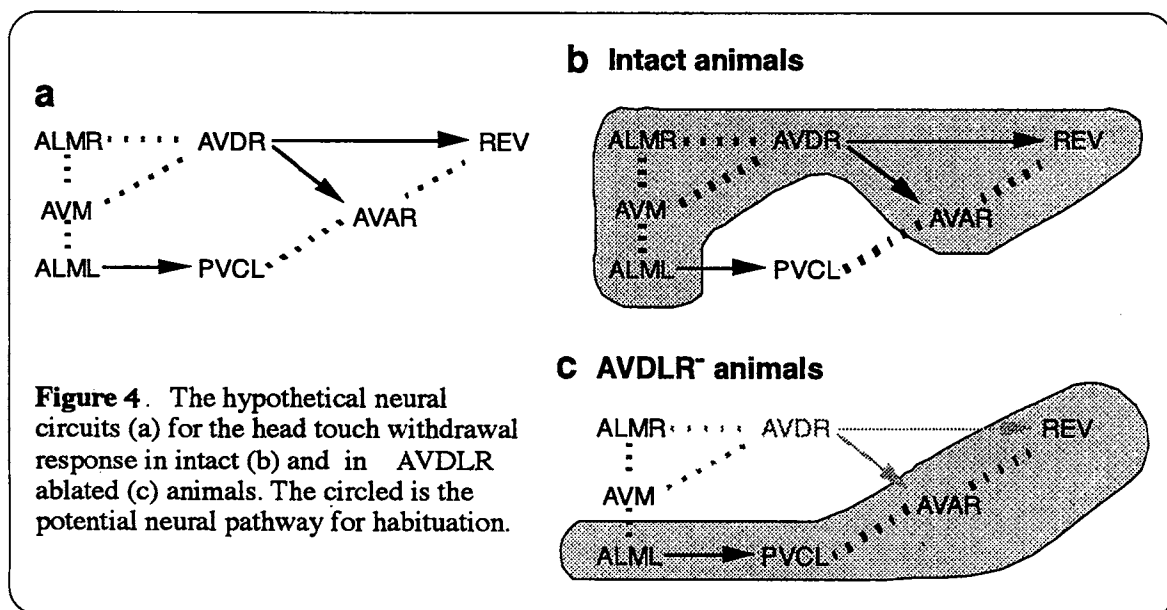 a
ALMR AVDR REV
AVM AVAR
ALML PVCL
Figure 4. The hypothetical neural
circuits (a) for the head touch withdrawal
response in intact (b) and in AVDLR
ablated (c) animals. The circled is the
potential neural pathway for habituation.
b Intact animals
ALMR AVDR REV
AVM AVAR
ALML PVCL
c AVDLR⁻ animals
ALMR AVDR REV
AVM AVAR
ALML PVCL